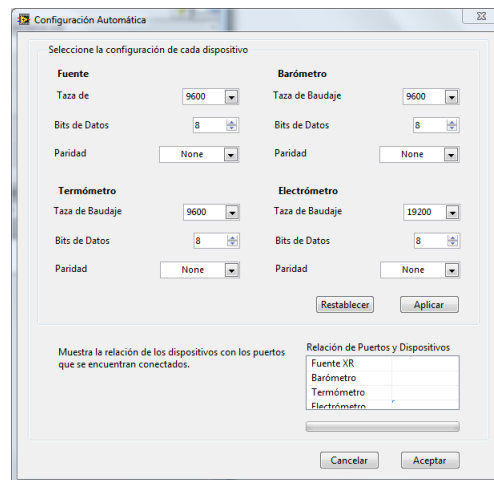 Configuración Automática
Seleccione la configuración de cada dispositivo
Fuente
Taza de
9600
Bits de Datos
8
Paridad
None
Barómetro
Taza de Baudaje
9600
Bits de Datos
8
Paridad
None
Termómetro
Taza de Baudaje
9600
Bits de Datos
8
Paridad
None
Electrómetro
Taza de Baudaje
19200
Bits de Datos
8
Paridad
None
Restablecer
Aplicar
Muestra la relación de los dispositivos con los puertos
que se encuentran conectados.
Relación de Puertos y Dispositivos
Fuente XR
Barómetro
Termómetro
Electrómetro
Cancelar
Aceptar